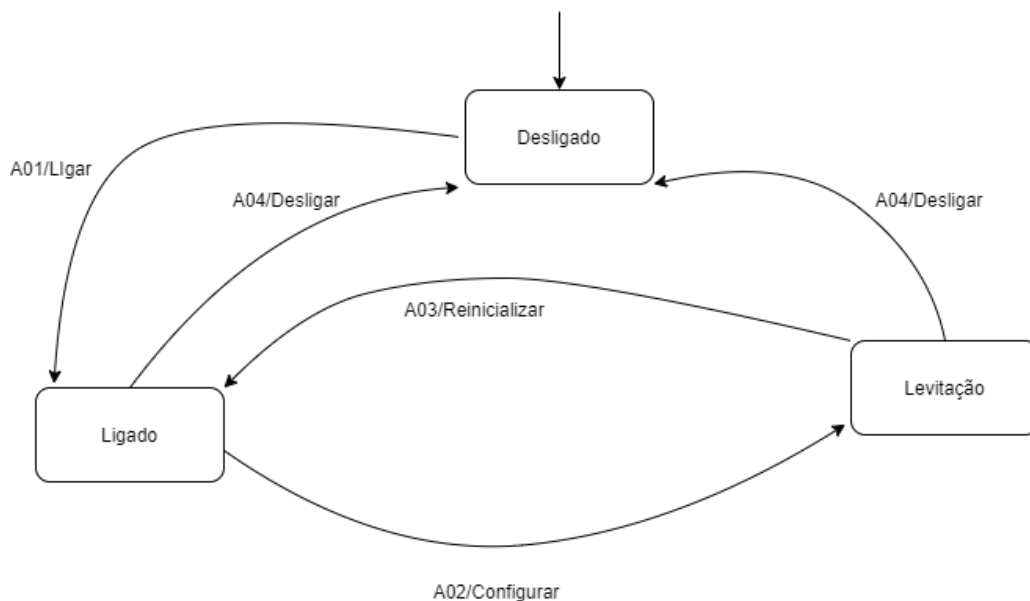 Desligado
A01/LIgar
A04/Desligar
A04/Desligar
A03/Reinicializar
Levitação
Ligado
A02/Configurar